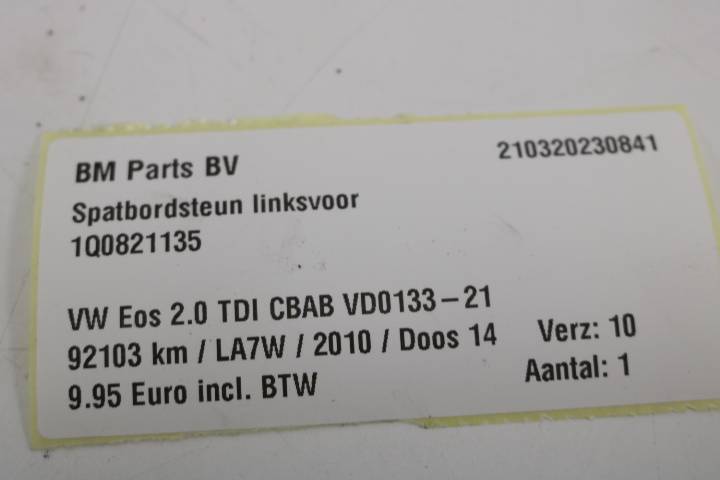 BM Parts BV
210320230841
Spatbordsteun linksvoor
1Q0821135
VW Eos 2.0 TDI CBAB VD0133-21
92103 km / LA7W / 2010 / Doos 14
Verz: 10
9.95 Euro incl. BTW
Aantal: 1